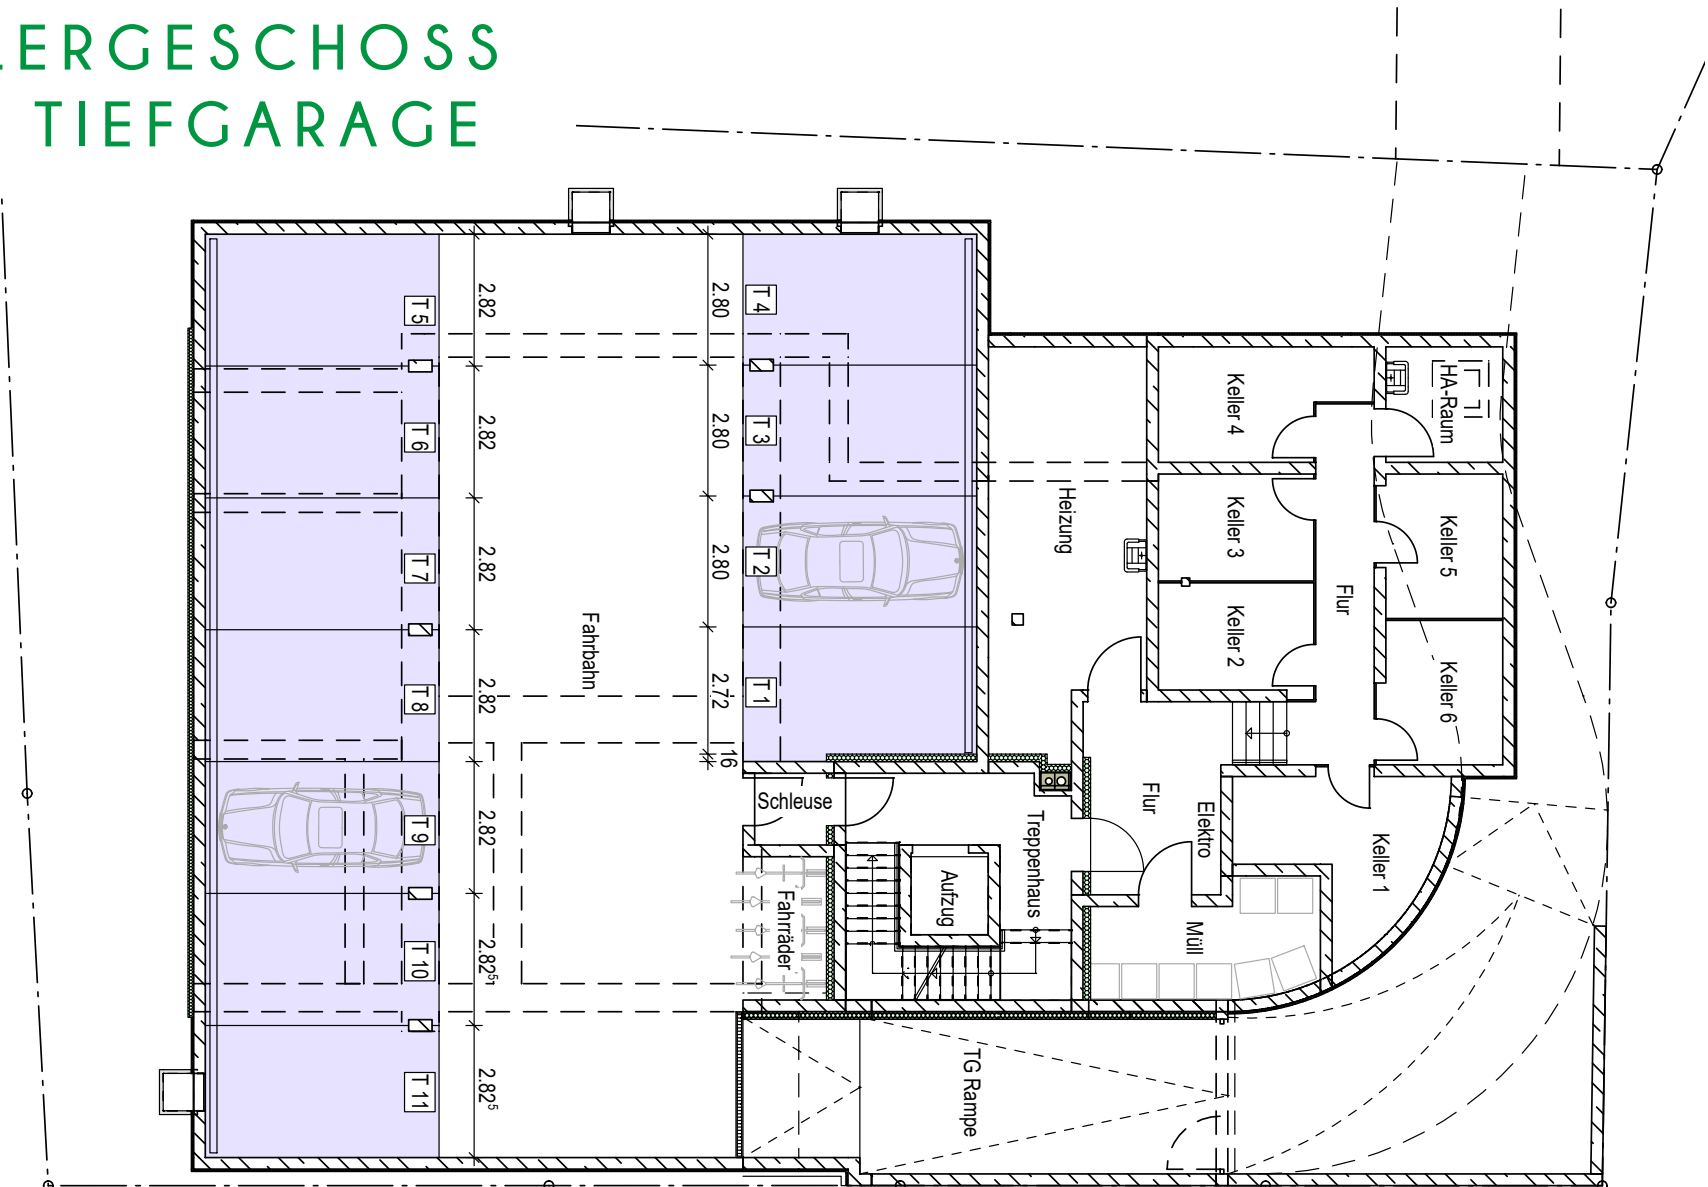 ERGESCHOSS
TIEFGARAGE
T 5
T 6
T 7
T 8
T 9
T 10
T 11
2.82
2.82
2.82
2.82
2.82
2.82⁵
2.82⁵
Fahrbahn
2.80
2.80
2.80
2.72
16
T 4
T 3
T 2
T 1
Schleuse
Fahrräder
Aufzug
Treppenhaus
Heizung
Flur
Elektro
Müll
TG Rampe
Keller 4
Keller 3
Keller 2
Flur
Keller 1
HA-Raum
Keller 5
Keller 6